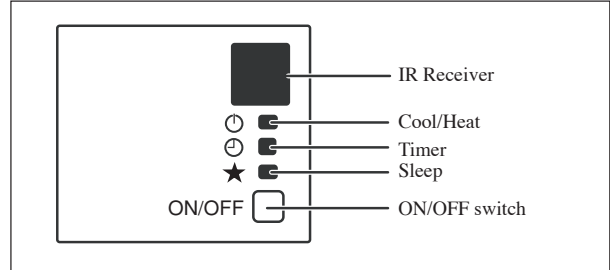 IR Receiver
Cool/Heat
Timer
Sleep
ON/OFF ON/OFF switch